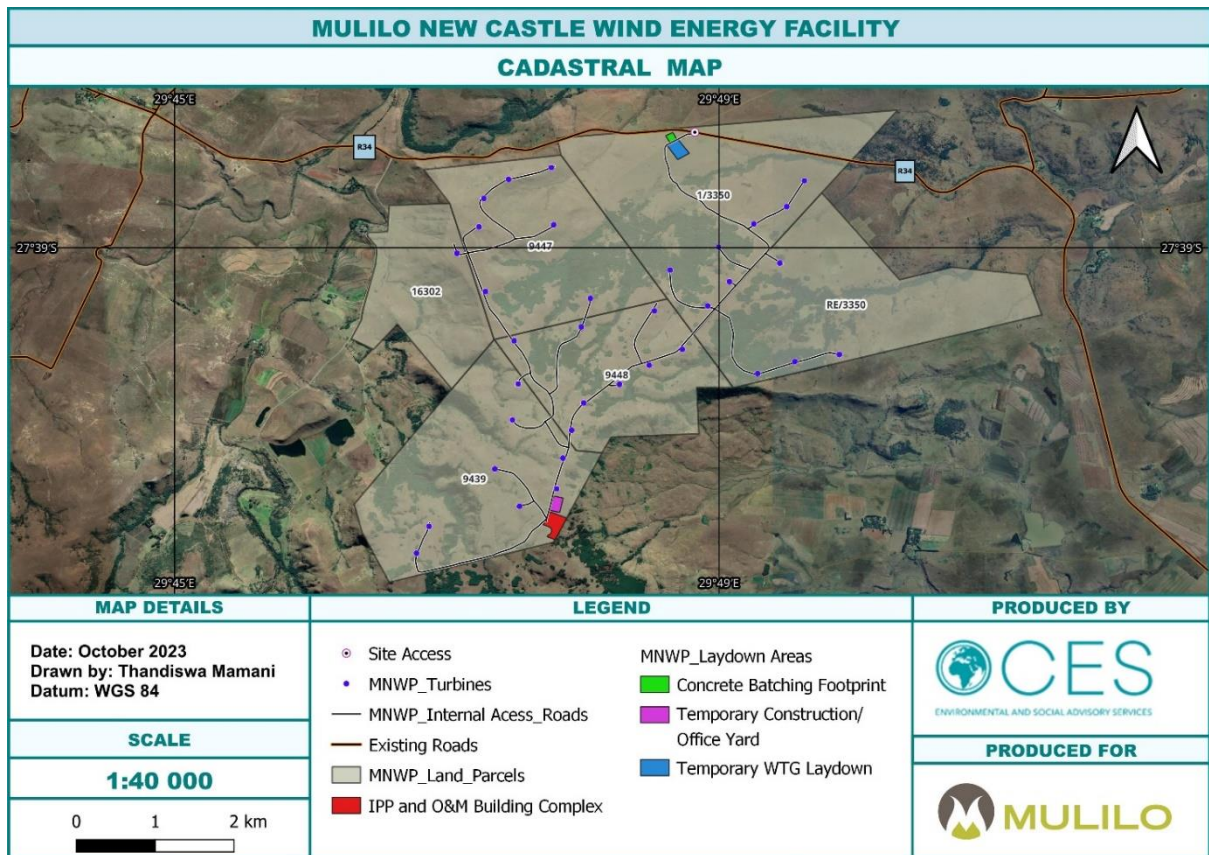 MULILO NEW CASTLE WIND ENERGY FACILITY
CADASTRAL MAP
29°45'E
29°49'E
R34
R34
1/3350
27°39'S
9447
27°39'S
16302
RE/3350
9448
9439
29°45'E
29°49'E
MAP DETAILS
Date: October 2023
Drawn by: Thandiswa Mamani
Datum: WGS 84
SCALE
1:40 000
0 1 2 km
LEGEND
Site Access
MNWP_Turbines
MNWP_Internal Acess_Roads
Existing Roads
MNWP_Land_Parcels
IPP and O&M Building Complex
MNWP_Laydown Areas
Concrete Batching Footprint
Temporary Construction/
Office Yard
Temporary WTG Laydown
PRODUCED BY
CES
ENVIRONMENTAL AND SOCIAL ADVISORY SERVICES
PRODUCED FOR
MULILO